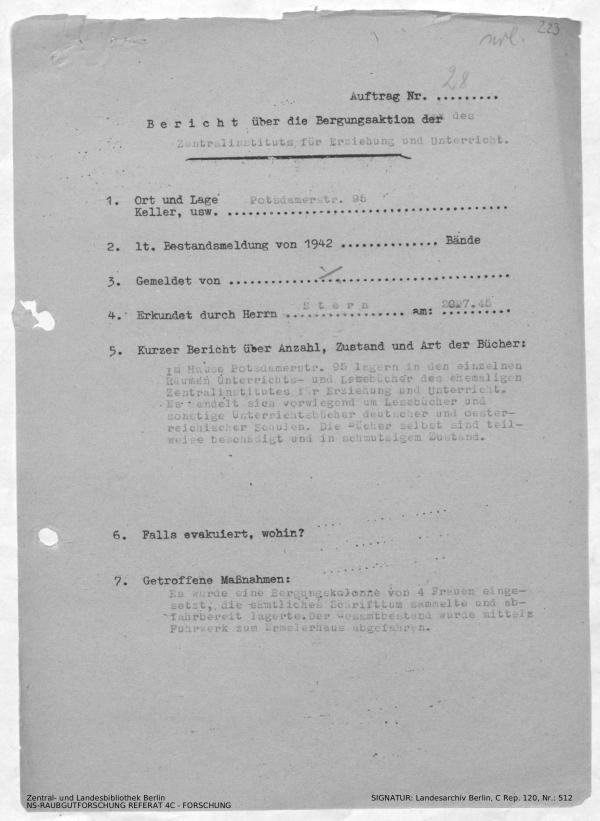 223
28
Auftrag Nr. .........
B e r i c h t über die Bergungsaktion der des
Zentralinstituts für Erziehung und Unterricht.
1. Ort und Lage Potsdamerstr. 95
Keller, usw. ........................................
2. lt. Bestandsmeldung von 1942 .............. Bände
3. Gemeldet von ........................................
4. Erkundet durch Herrn S t e r n am: 2007.45
5. Kurzer Bericht über Anzahl, Zustand und Art der Bücher:
im Hause Potsdamerstr. 95 lagern in den einzelnen
Räumen Unterrichts- und Lesebücher des ehemaligen
Zentralinstitutes für Erziehung und Unterricht.
Es handelt sich vorwiegend um Lesebücher und
sonstige Unterrichtsbücher deutscher und oester-
reichischer Schulen. Die Bücher selbst sind teil-
weise beschädigt und in schmutzigem Zustand.
6. Falls evakuiert, wohin?
7. Getroffene Maßnahmen:
Es wurde eine Bergungskolonne von 4 Frauen einge-
setzt, die sämtliches Schrifttum sammelte und ab-
fahrbereit lagerte.Der Gesamtbestand wurde mittels
Fuhrwerk zum Ermelerhaus abgefahren.
Zentral- und Landesbibliothek Berlin
NS-RAUBGUTFORSCHUNG REFERAT 4C - FORSCHUNG
SIGNATUR: Landesarchiv Berlin, C Rep. 120, Nr.: 512